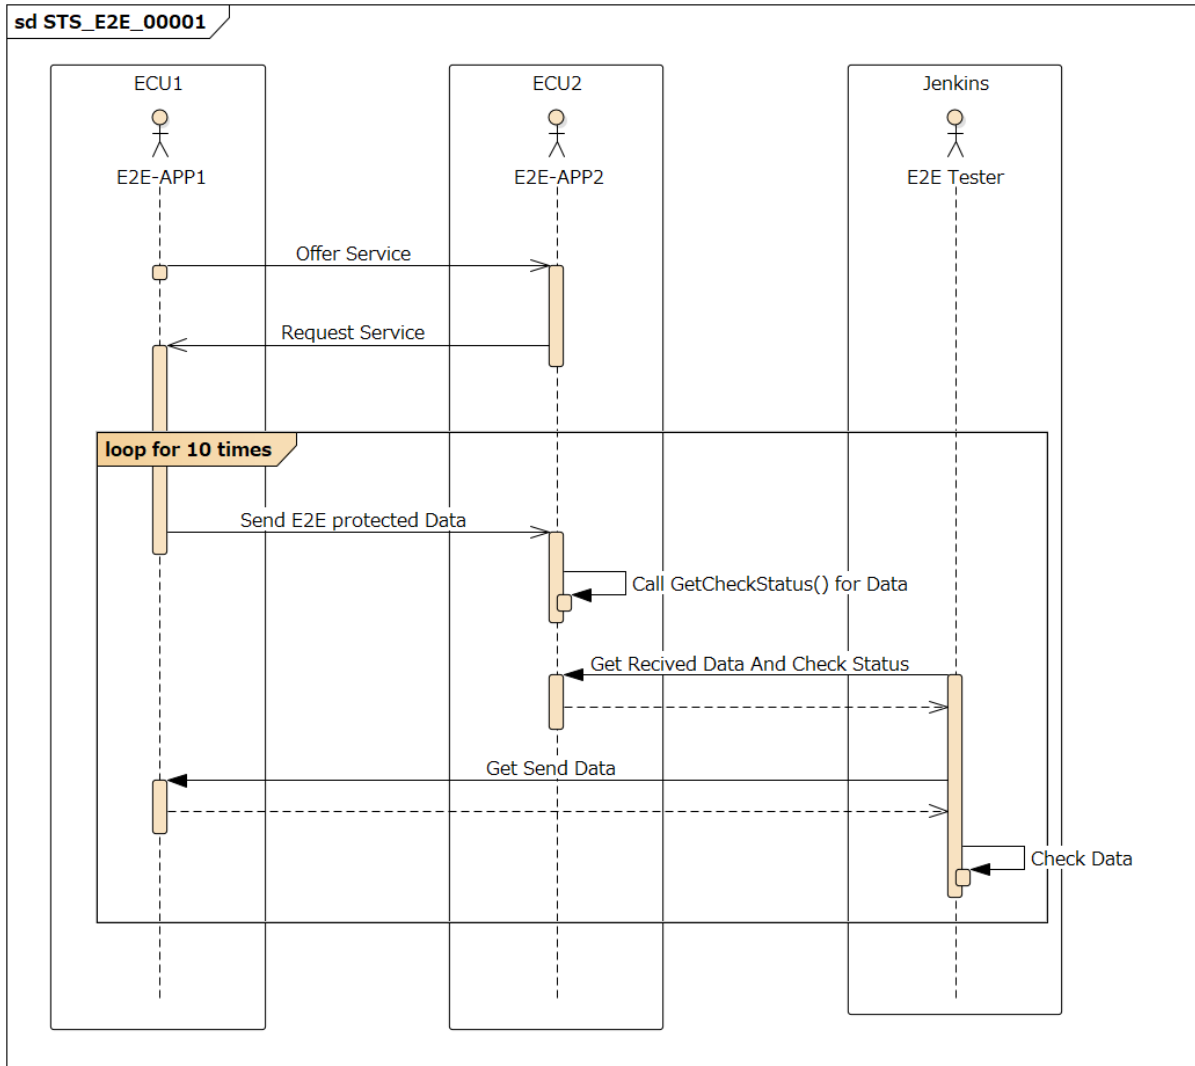 sd STS_E2E_00001
ECU1
ECU2
Jenkins
E2E-APP1
E2E-APP2
E2E Tester
Offer Service
Request Service
loop for 10 times
Send E2E protected Data
Call GetCheckStatus() for Data
Get Recived Data And Check Status
Get Send Data
Check Data